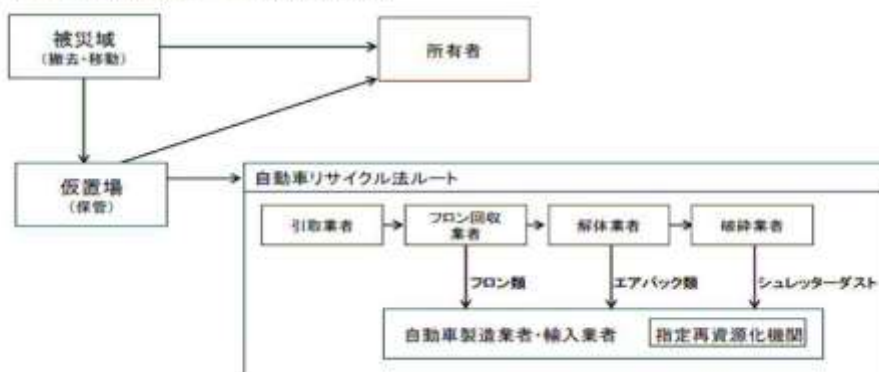 被災域
(撤去・移動)
所有者
仮置場
(保管)
自動車リサイクル法ルート
引取業者
フロン回収
業者
解体業者
破砕業者
フロン類
エアバック類
シュレッターダスト
自動車製造業者・輸入業者
指定再資源化機関